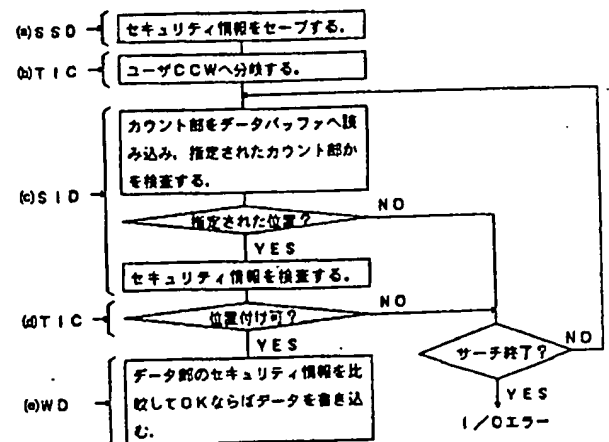 (a)SSD
セキュリティ情報をセーブする.
(b)TIC
ユーザCCWへ分岐する.
(c)SID
カウント部をデータバッファへ読
み込み, 指定されたカウント部か
を検査する.
指定された位置?
NO
YES
セキュリティ情報を検査する.
(d)TIC
位置付け可?
NO
YES
サーチ終了?
NO
YES
I/Oエラー
(e)WD
データ部のセキュリティ情報を比
較してOKならばデータを書き込
む.